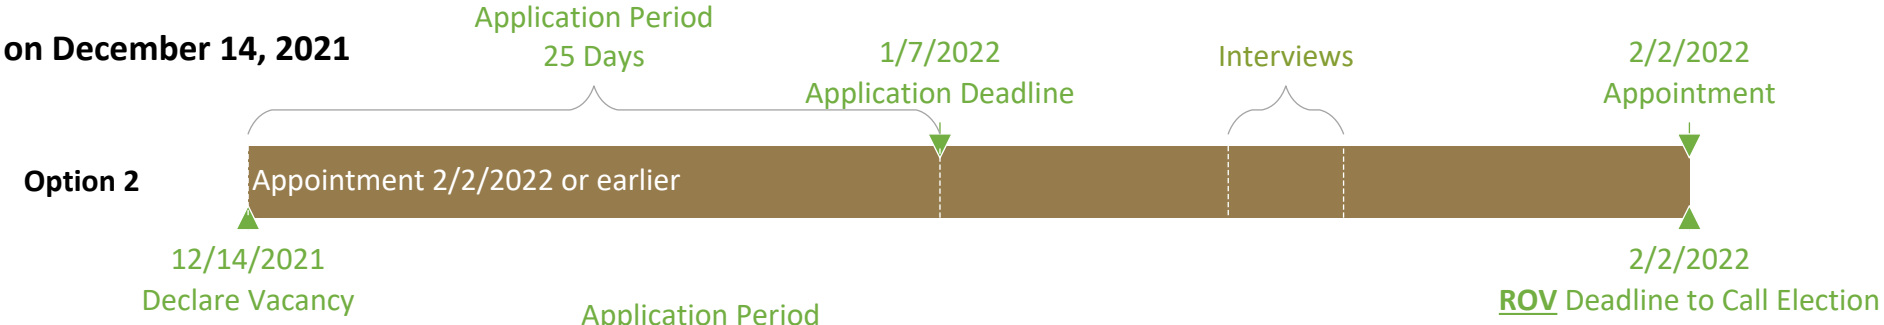 on December 14, 2021
Application Period
25 Days
1/7/2022
Application Deadline
Interviews
2/2/2022
Appointment
Option 2
Appointment 2/2/2022 or earlier
12/14/2021
Declare Vacancy
2/2/2022
ROV Deadline to Call Election
Application Period